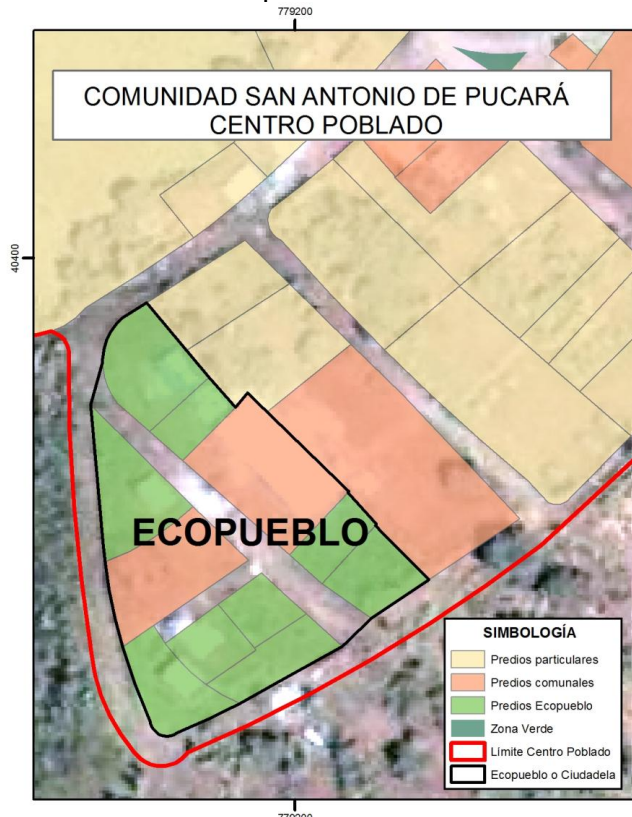 779200
COMUNIDAD SAN ANTONIO DE PUCARÁ
CENTRO POBLADO
40400
ECOPUEBLO
SIMBOLOGÍA
Predios particulares
Predios comunales
Predios Ecopueblo
Zona Verde
Límite Centro Poblado
Ecopueblo o Ciudadela
779200